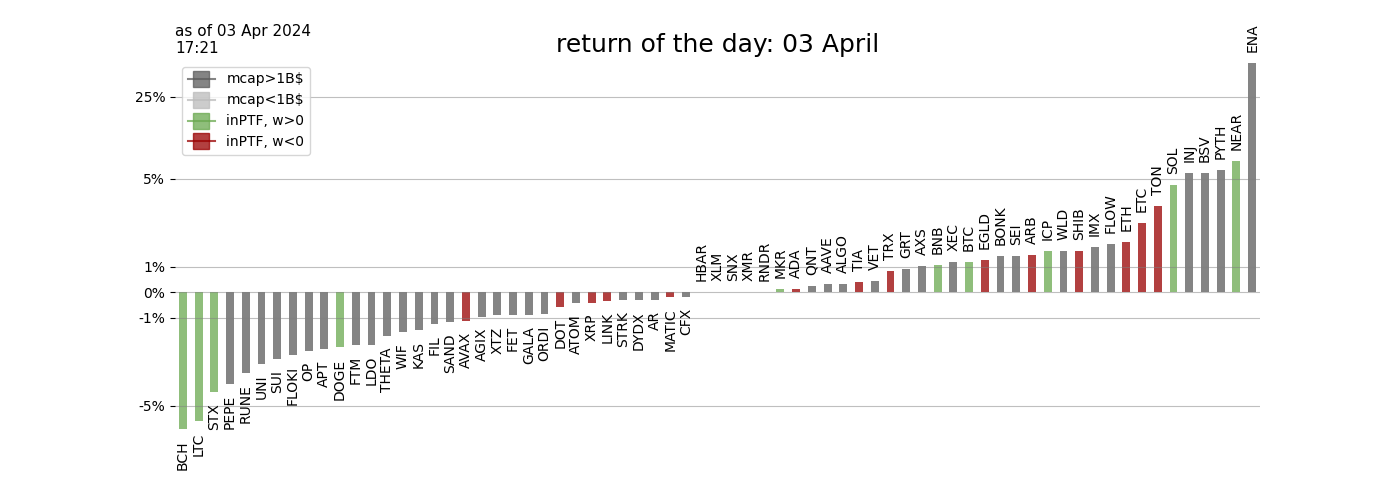 as of 03 Apr 2024
17:21
return of the day: 03 April
mcap>1B$
mcap<1B$
inPTF, w>0
inPTF, w<0
25%
5%
1%
0%
-1%
-5%
BCH
LTC
STX
PEPE
RUNE
UNI
SUI
FLOKI
OP
APT
DOGE
FTM
LDO
THETA
WIF
KAS
FIL
SAND
AVAX
AGIX
XTZ
FET
GALA
ORDI
DOT
ATOM
XRP
LINK
STRK
DYDX
AR
MATIC
CFX
HBAR
XLM
SNX
XMR
RNDR
MKR
ADA
QNT
AAVE
ALGO
TIA
VET
TRX
GRT
AXS
BNB
XEC
BTC
EGLD
BONK
SEI
ARB
ICP
WLD
SHIB
IMX
FLOW
ETH
ETC
TON
SOL
INJ
BSV
PYTH
NEAR
ENA